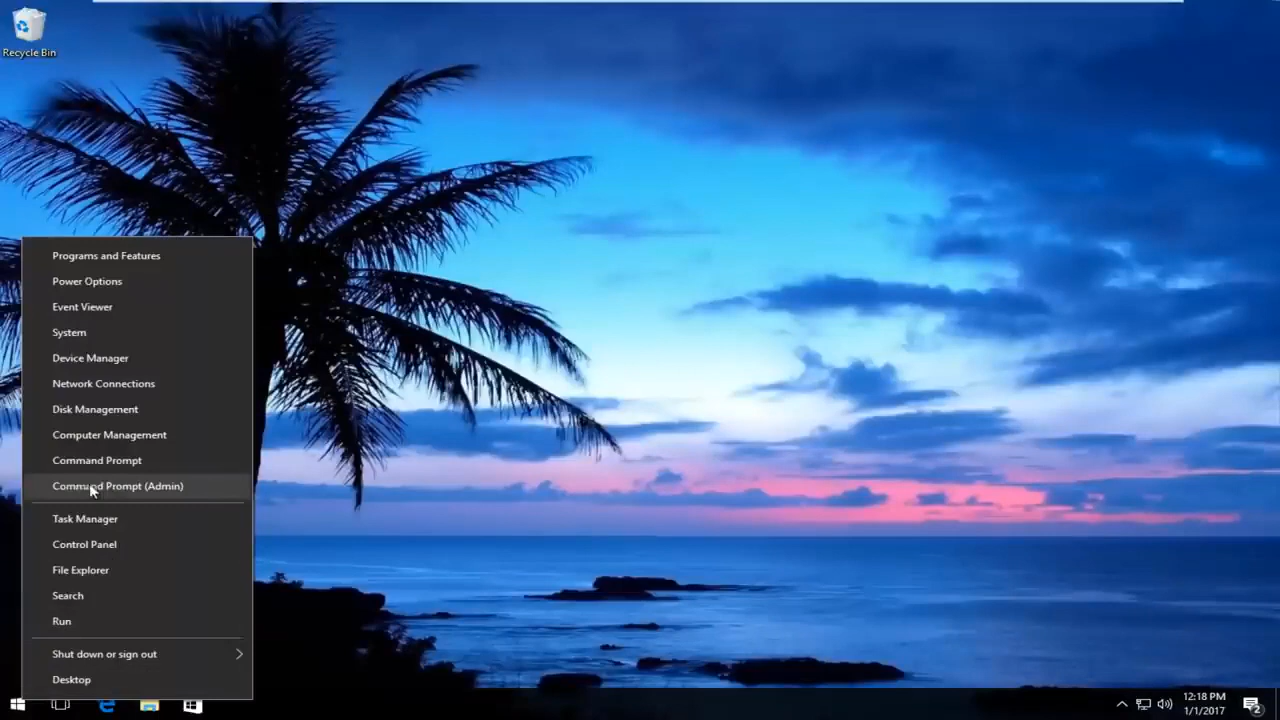 Recycle Bin
Programs and Features
Power Options
Event Viewer
System
Device Manager
Network Connections
Disk Management
Computer Management
Command Prompt
Command Prompt (Admin)
Task Manager
Control Panel
File Explorer
Search
Run
Shut down or sign out
Desktop
12:18 PM
1/1/2017
2